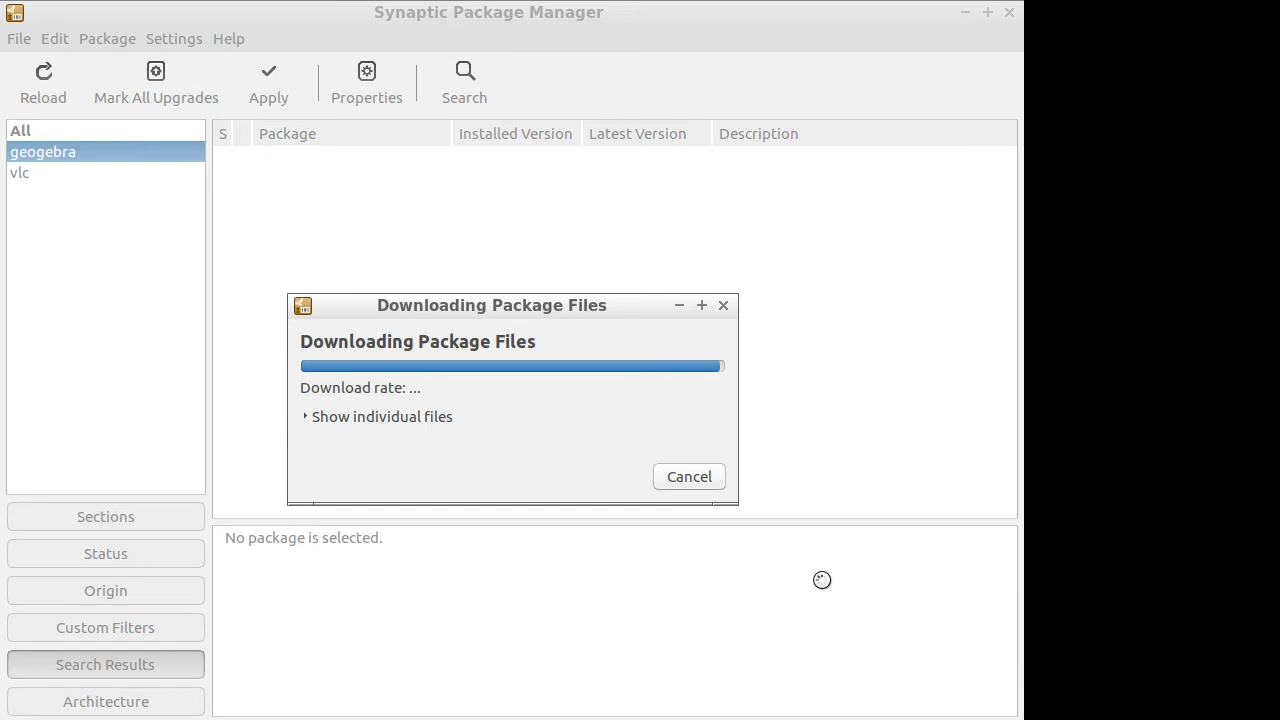 Synaptic Package Manager
File Edit Package Settings Help
Reload Mark All Upgrades Apply Properties Search
All
geogebra
vlc
S Package Installed Version Latest Version Description
Downloading Package Files
Downloading Package Files
Download rate: ...
Show individual files
Cancel
No package is selected.
Sections
Status
Origin
Custom Filters
Search Results
Architecture